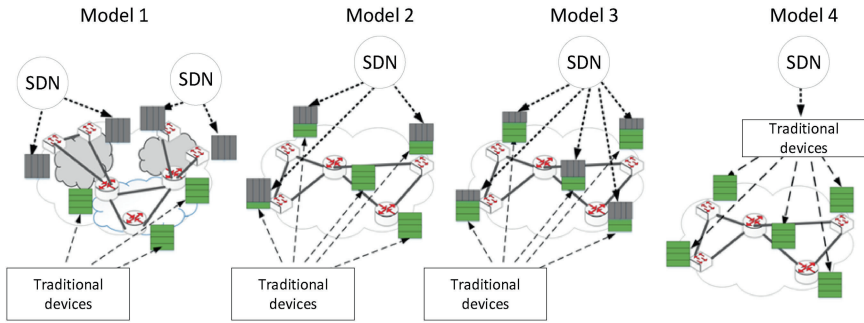 Model 1
Model 2
Model 3
Model 4
SDN
SDN
SDN
SDN
SDN
Traditional
devices
Traditional
devices
Traditional
devices
Traditional
devices